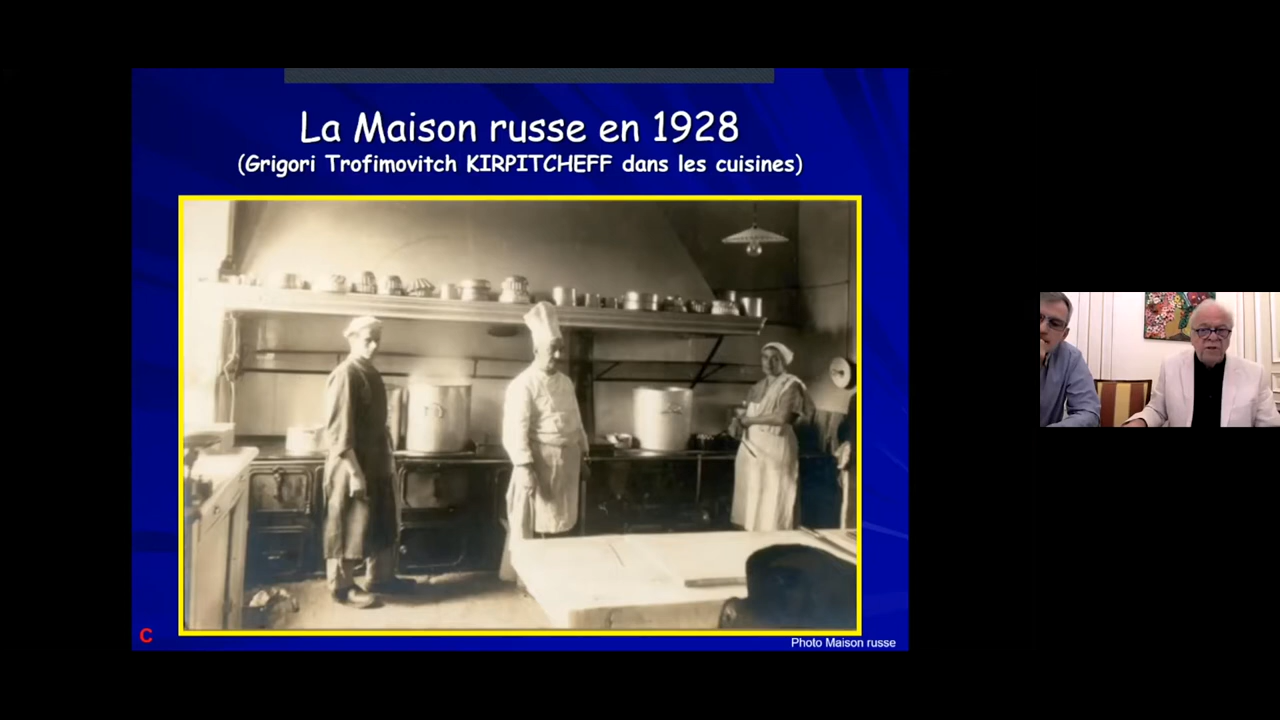 La Maison russe en 1928
(Grigori Trofimovitch KIRPITCHEFF dans les cuisines)
C
Photo Maison russe